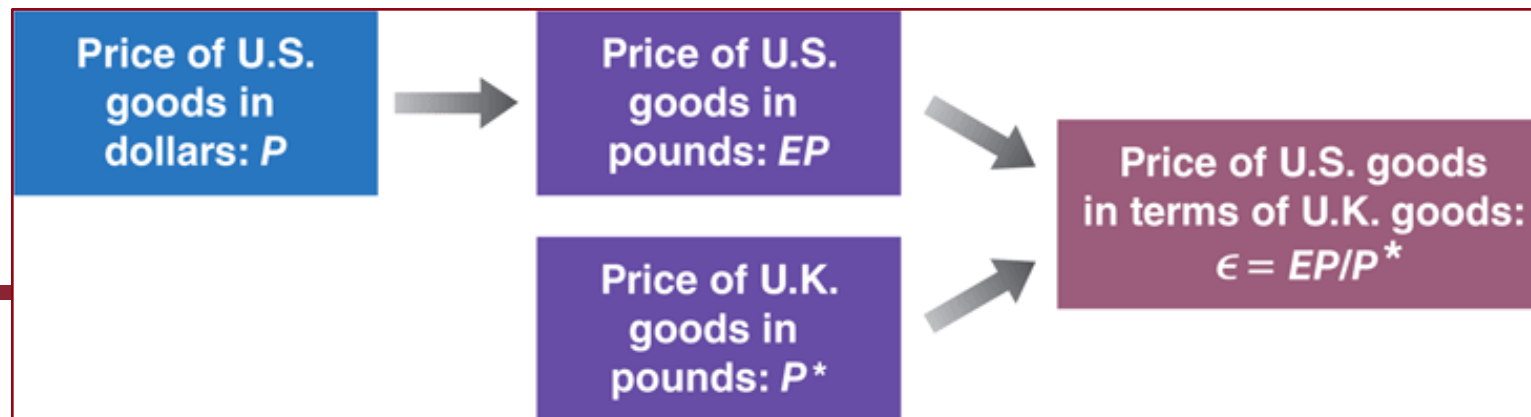 Price of U.S.
goods in
dollars: P
Price of U.S.
goods in
pounds: EP
Price of U.K.
goods in
pounds: P*
Price of U.S. goods
in terms of U.K. goods:
ϵ = EP/P*